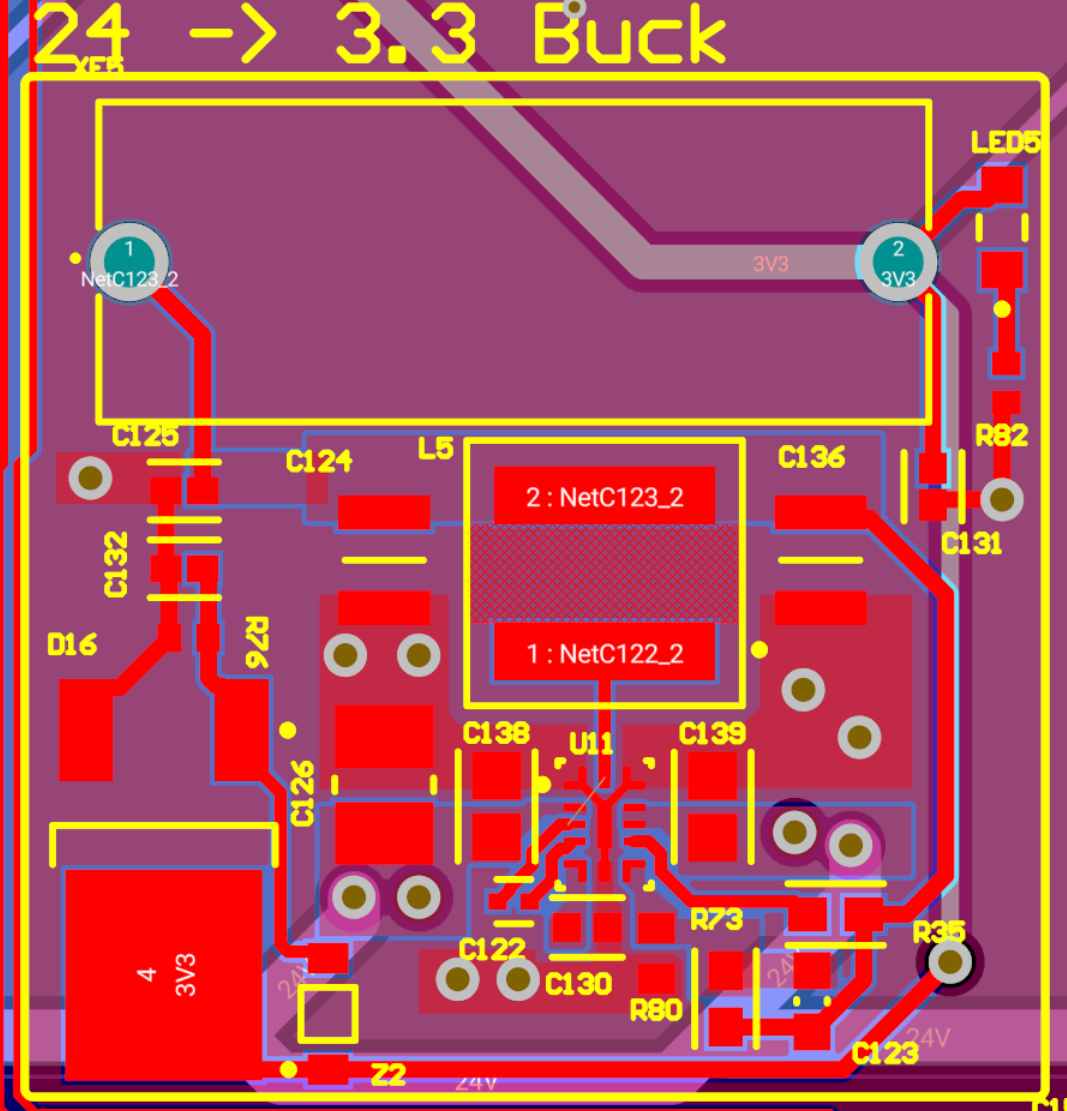 24 -> 3.3 Buck
XF5
LED5
1
NetC123_2
3V3
2
3V3
C125
C124
L5
C136
R82
2 : NetC123_2
C131
C132
D16
R76
1 : NetC122_2
C138
U11
C139
C126
R73
R35
C122
4
3V3
24V
24V
C130
R80
C123
24V
Z2
24V